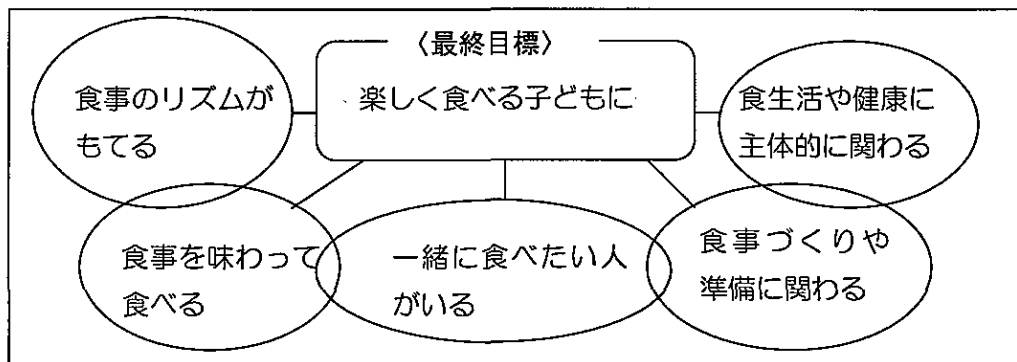 〈最終目標〉
楽しく食べる子どもに
食事のリズムが
もてる
食生活や健康に
主体的に関わる
食事を味わって
食べる
一緒に食べたい人
がいる
食事づくりや
準備に関わる